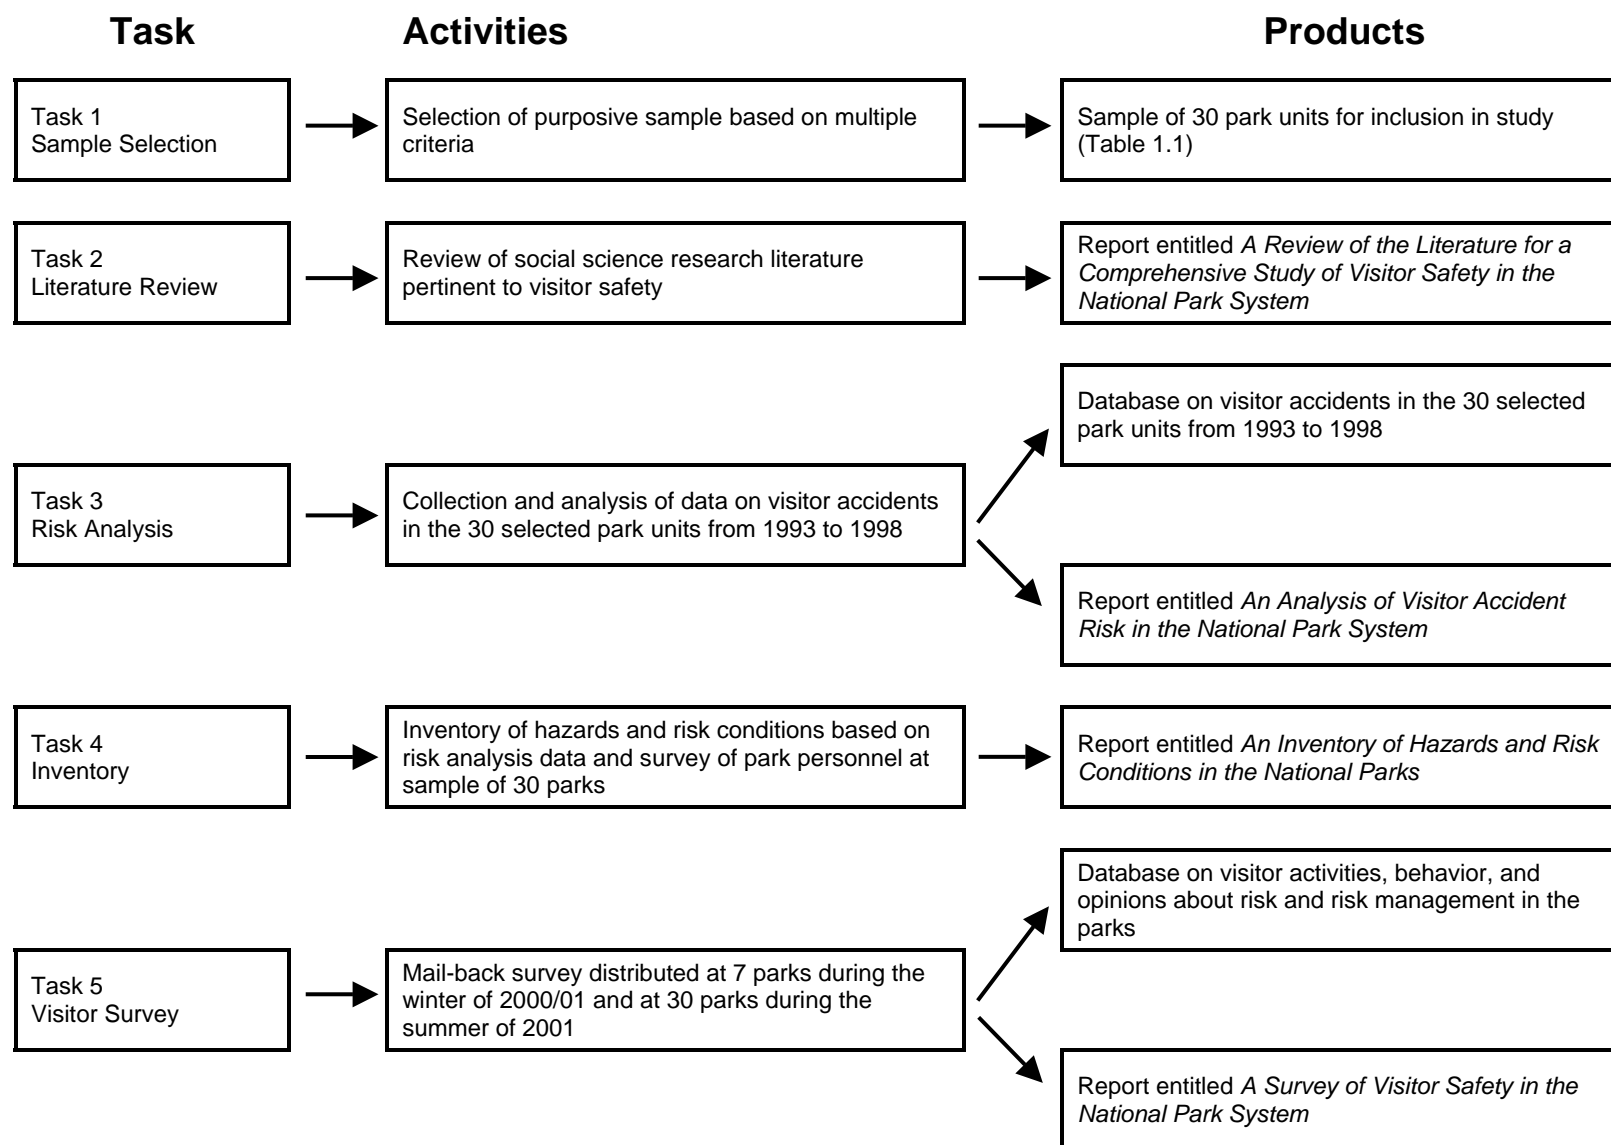 Task
Activities
Products
Task 1
Sample Selection
Selection of purposive sample based on multiple
criteria
Sample of 30 park units for inclusion in study
(Table 1.1)
Task 2
Literature Review
Review of social science research literature
pertinent to visitor safety
Report entitled A Review of the Literature for a
Comprehensive Study of Visitor Safety in the
National Park System
Database on visitor accidents in the 30 selected
park units from 1993 to 1998
Task 3
Risk Analysis
Collection and analysis of data on visitor accidents
in the 30 selected park units from 1993 to 1998
Report entitled An Analysis of Visitor Accident
Risk in the National Park System
Task 4
Inventory
Inventory of hazards and risk conditions based on
risk analysis data and survey of park personnel at
sample of 30 parks
Report entitled An Inventory of Hazards and Risk
Conditions in the National Parks
Database on visitor activities, behavior, and
opinions about risk and risk management in the
parks
Task 5
Visitor Survey
Mail-back survey distributed at 7 parks during the
winter of 2000/01 and at 30 parks during the
summer of 2001
Report entitled A Survey of Visitor Safety in the
National Park System